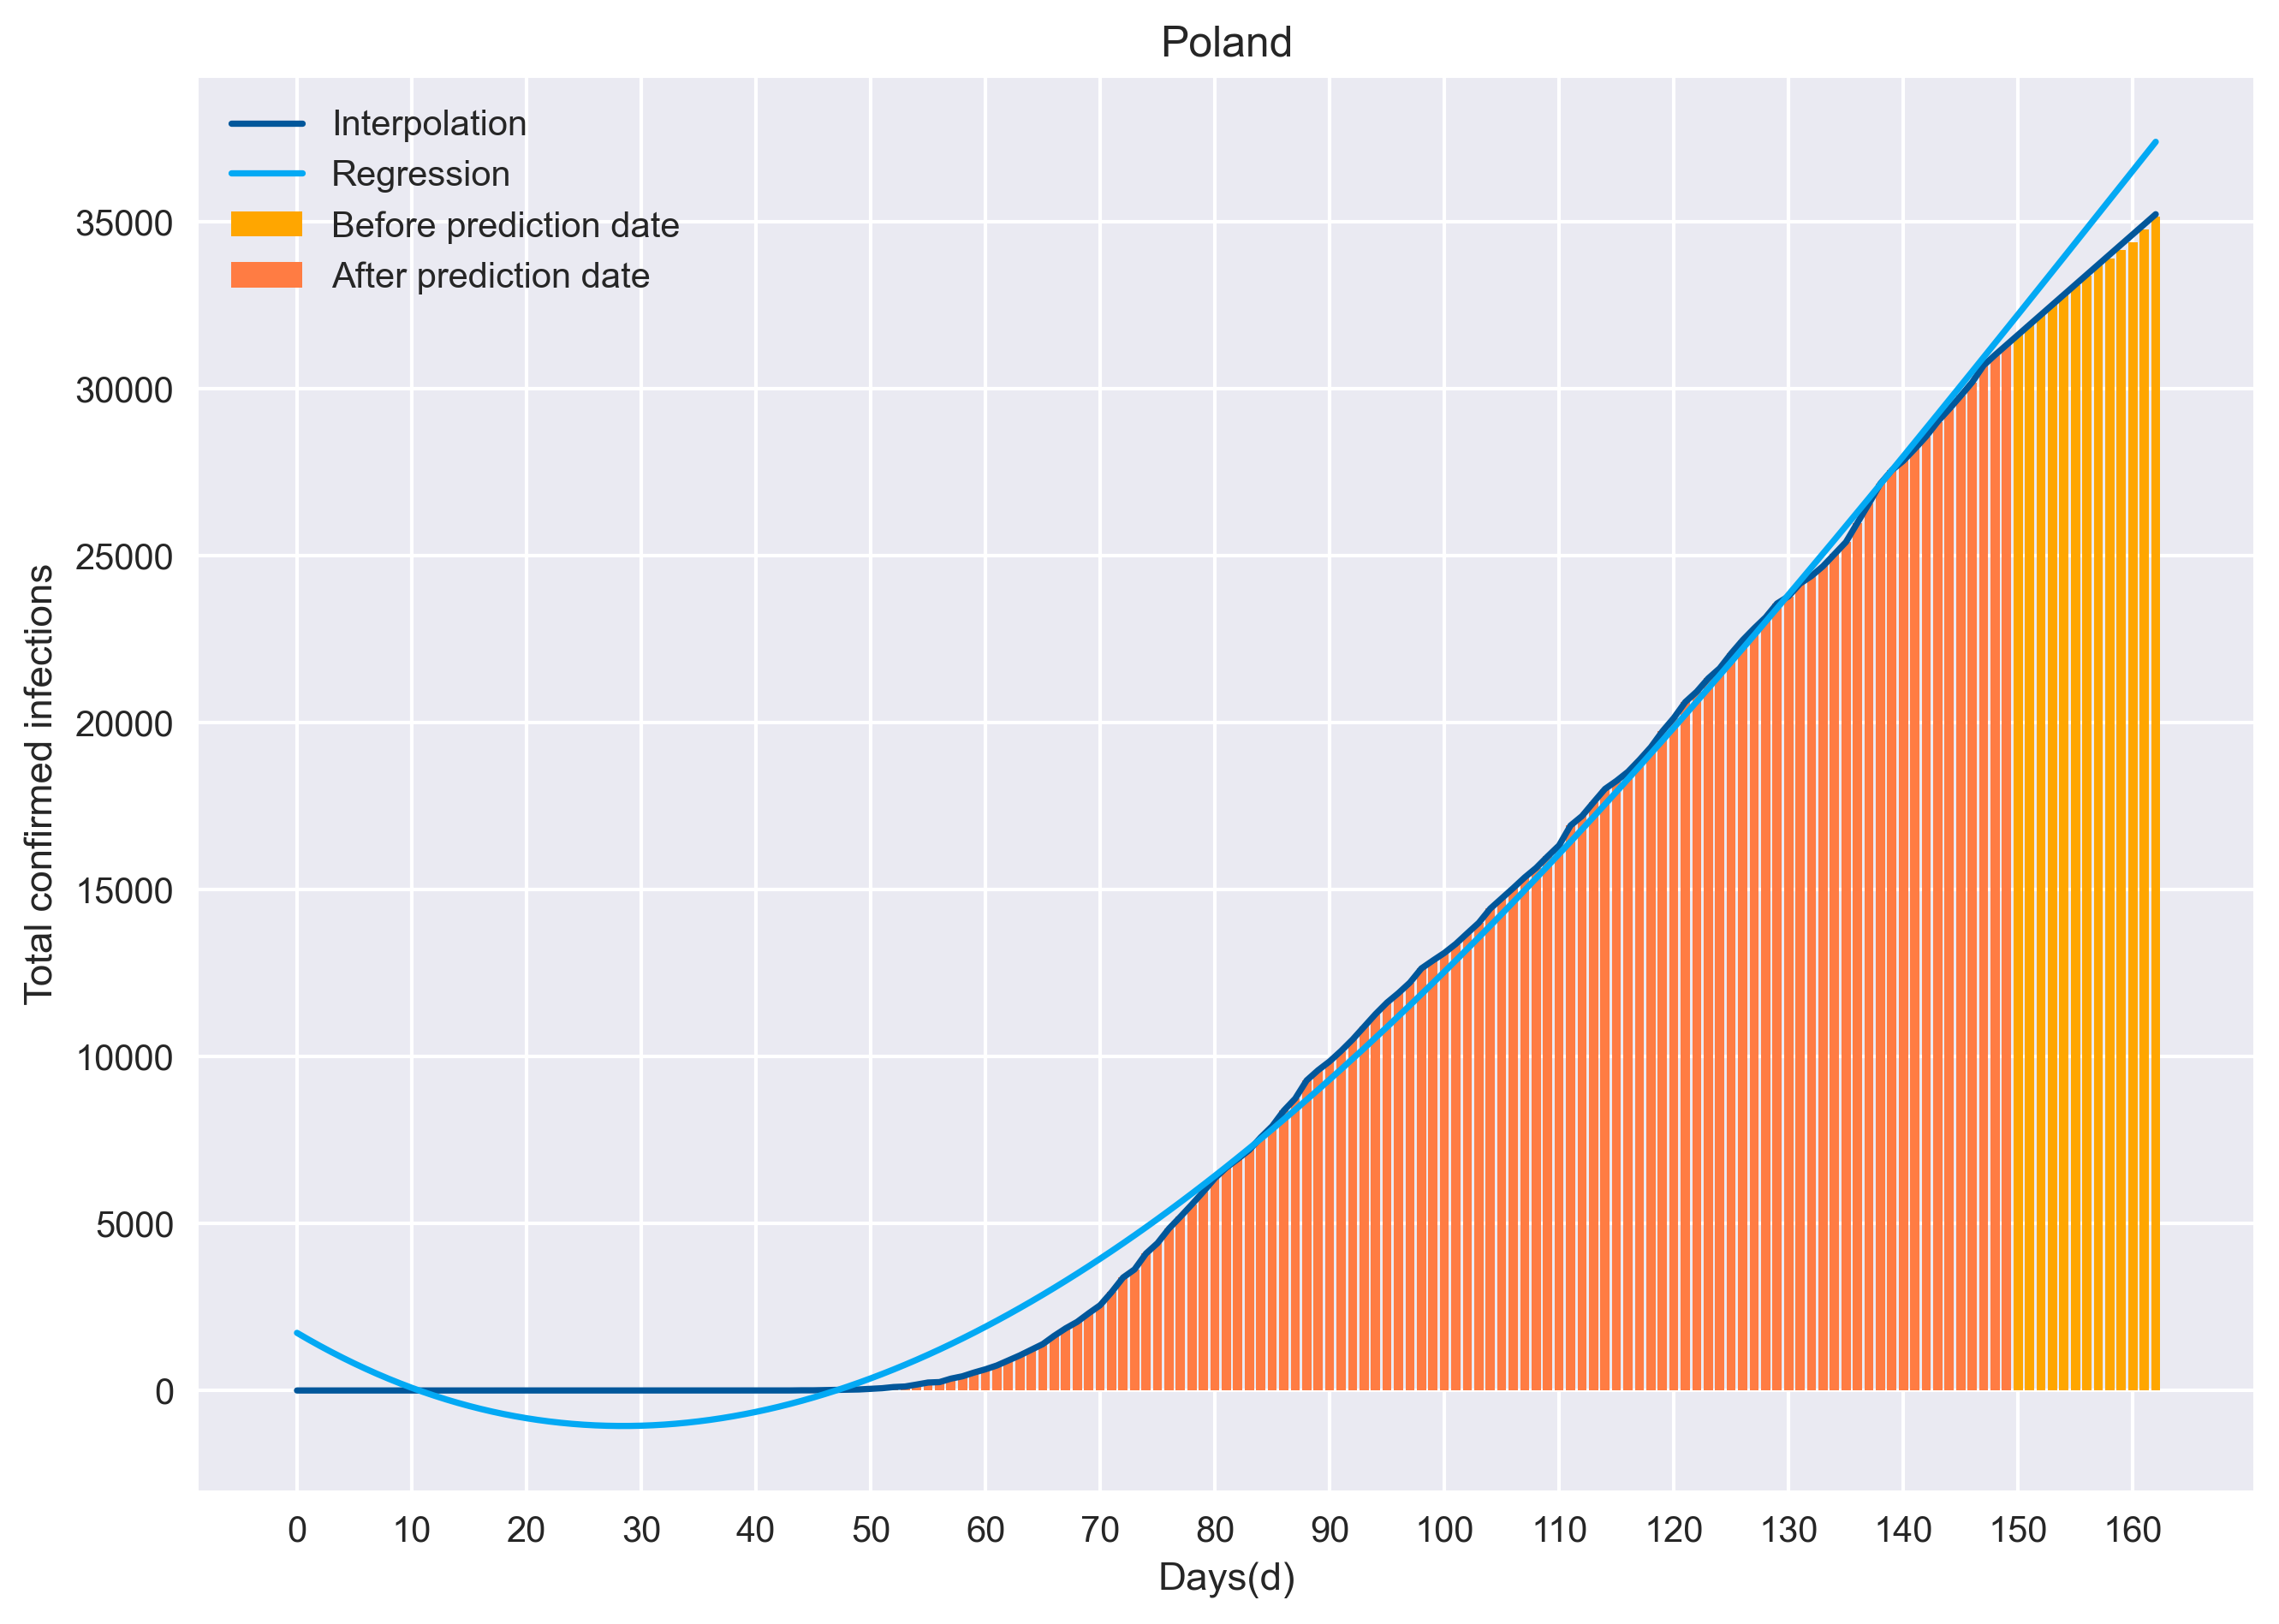 Poland
Interpolation
Regression
Before prediction date
After prediction date
Total confirmed infections
35000
30000
25000
20000
15000
10000
5000
0
0 10 20 30 40 50 60 70 80 90 100 110 120 130 140 150 160
Days(d)